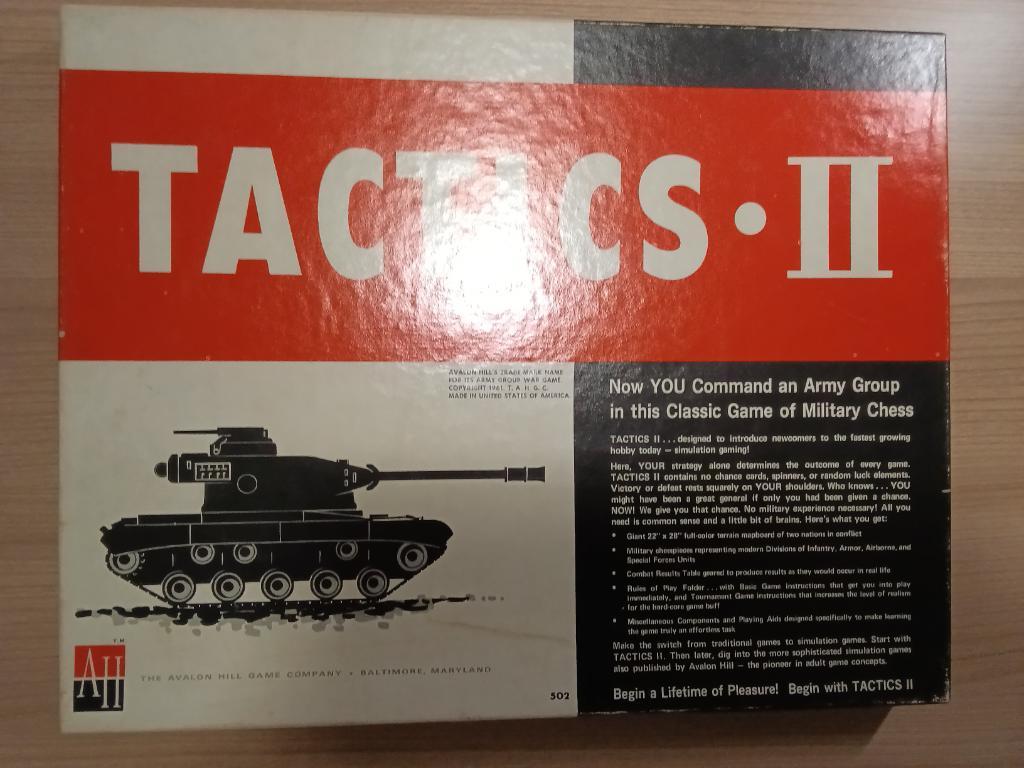 TACTICS · II
AVALON HILL'S TRADE MARK NAME
FOR ITS ARMY GROUP WAR GAME.
COPYRIGHT 1961, T. A. H. G. C.
MADE IN UNITED STATES OF AMERICA.
Now YOU Command an Army Group
in this Classic Game of Military Chess
TACTICS II . . . designed to introduce newcomers to the fastest growing
hobby today — simulation gaming!
Here, YOUR strategy alone determines the outcome of every game.
TACTICS II contains no chance cards, spinners, or random luck elements.
Victory or defeat rests squarely on YOUR shoulders. Who knows . . . YOU
might have been a great general if only you had been given a chance.
NOW! We give you that chance. No military experience necessary! All you
need is common sense and a little bit of brains. Here's what you get:
• Giant 22" x 28" full-color terrain mapboard of two nations in conflict
• Military chesspieces representing modern Divisions of Infantry, Armor, Airborne, and
Special Forces Units
• Combat Results Table geared to produce results as they would occur in real life
• Rules of Play Folder . . . with Basic Game instructions that get you into play
immediately, and Tournament Game instructions that increases the level of realism
for the hard-core game buff
• Miscellaneous Components and Playing Aids designed specifically to make learning
the game truly an effortless task
Make the switch from traditional games to simulation games. Start with
TACTICS II. Then later, dig into the more sophisticated simulation games
also published by Avalon Hill — the pioneer in adult game concepts.
Begin a Lifetime of Pleasure! Begin with TACTICS II
T.M.
AH
THE AVALON HILL GAME COMPANY • BALTIMORE, MARYLAND
502